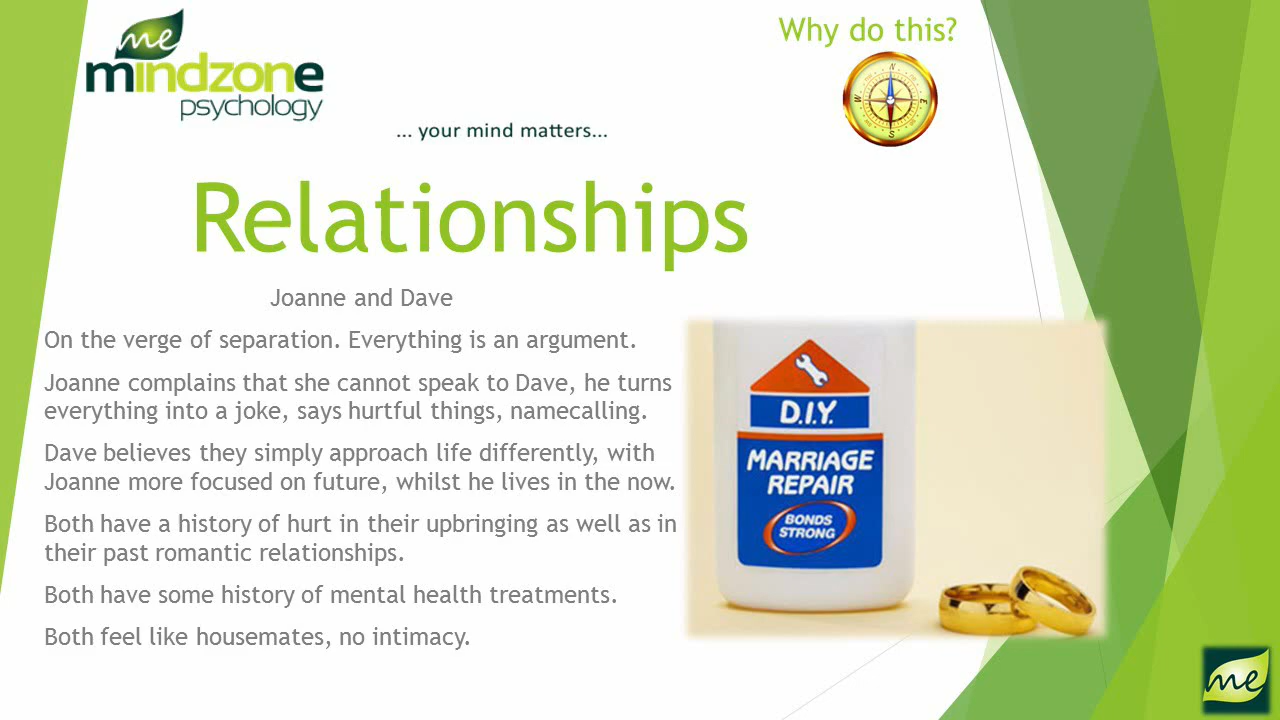 Why do this?
me
mindzone
psychology
N
W
E
S
... your mind matters...
Relationships
Joanne and Dave
On the verge of separation. Everything is an argument.
Joanne complains that she cannot speak to Dave, he turns
everything into a joke, says hurtful things, namecalling.
Dave believes they simply approach life differently, with
Joanne more focused on future, whilst he lives in the now.
Both have a history of hurt in their upbringing as well as in
their past romantic relationships.
Both have some history of mental health treatments.
Both feel like housemates, no intimacy.
D.I.Y.
MARRIAGE
REPAIR
BONDS
STRONG
me